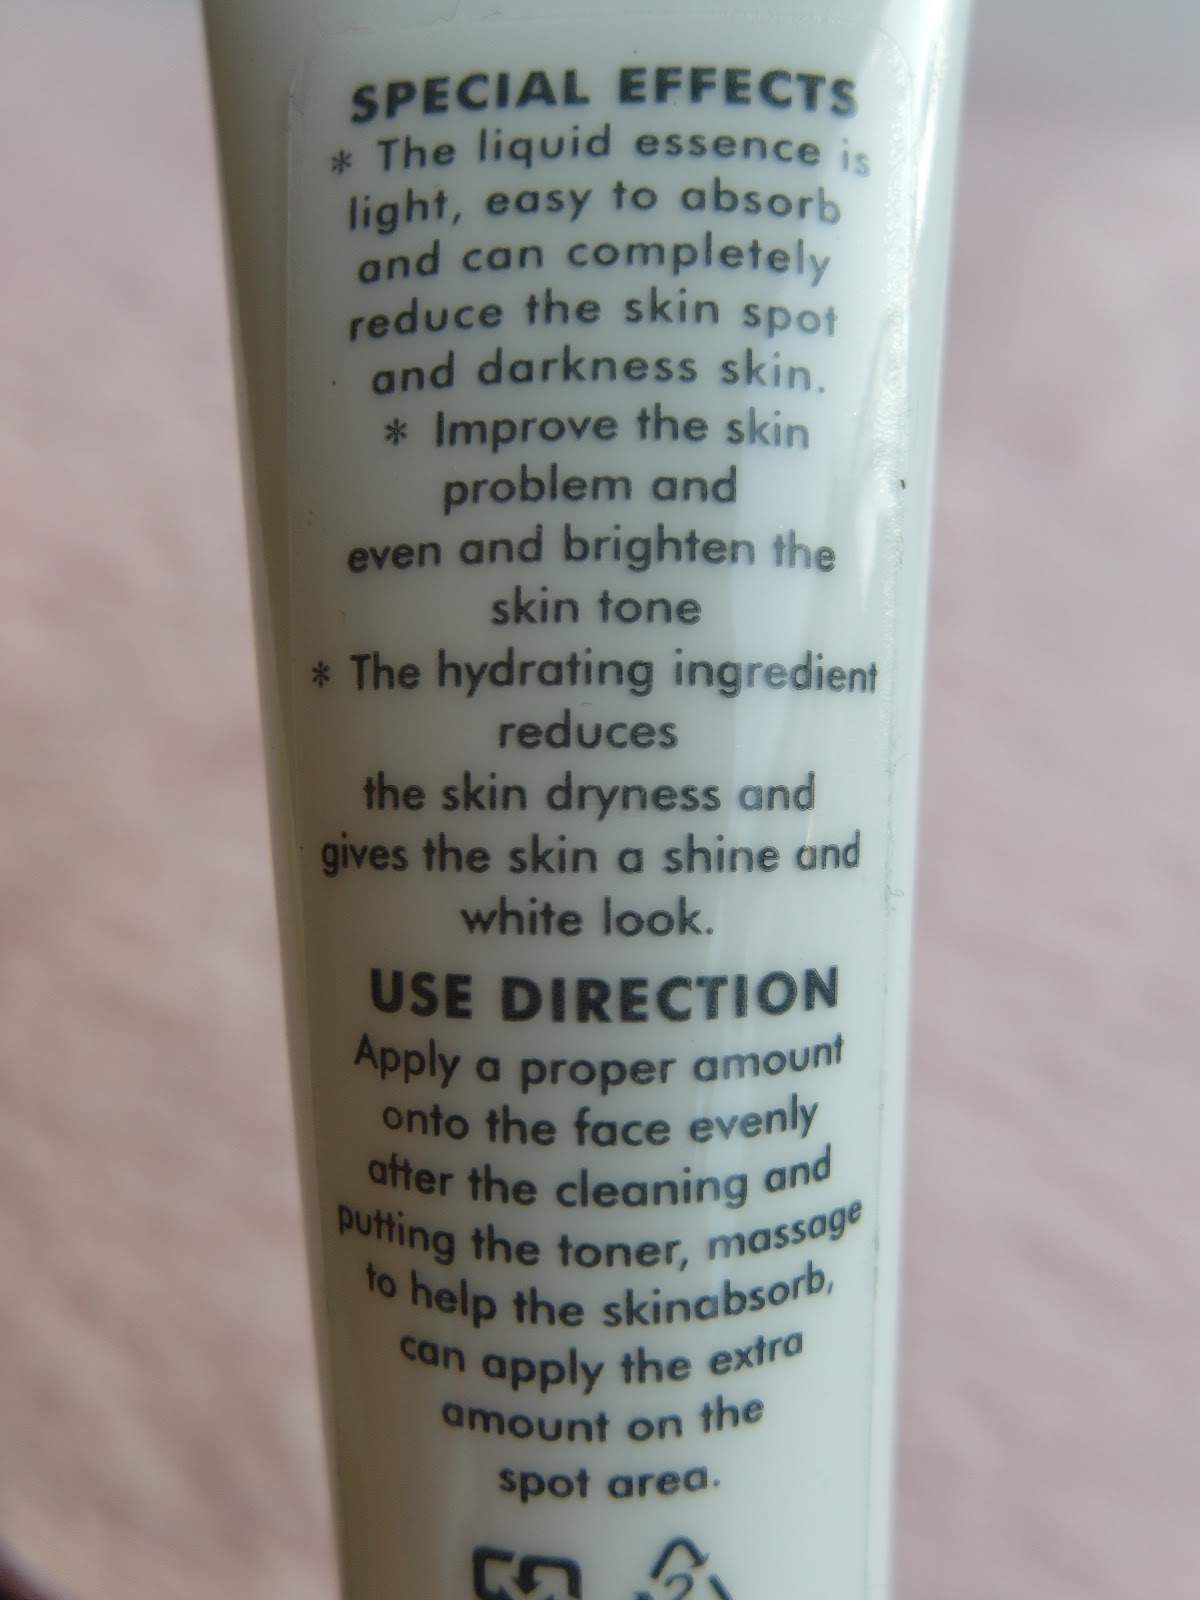 SPECIAL EFFECTS
* The liquid essence is
light, easy to absorb
and can completely
reduce the skin spot
and darkness skin.
* Improve the skin
problem and
even and brighten the
skin tone
* The hydrating ingredient
reduces
the skin dryness and
gives the skin a shine and
white look.
USE DIRECTION
Apply a proper amount
onto the face evenly
after the cleaning and
putting the toner, massage
to help the skinabsorb,
can apply the extra
amount on the
spot area.
2